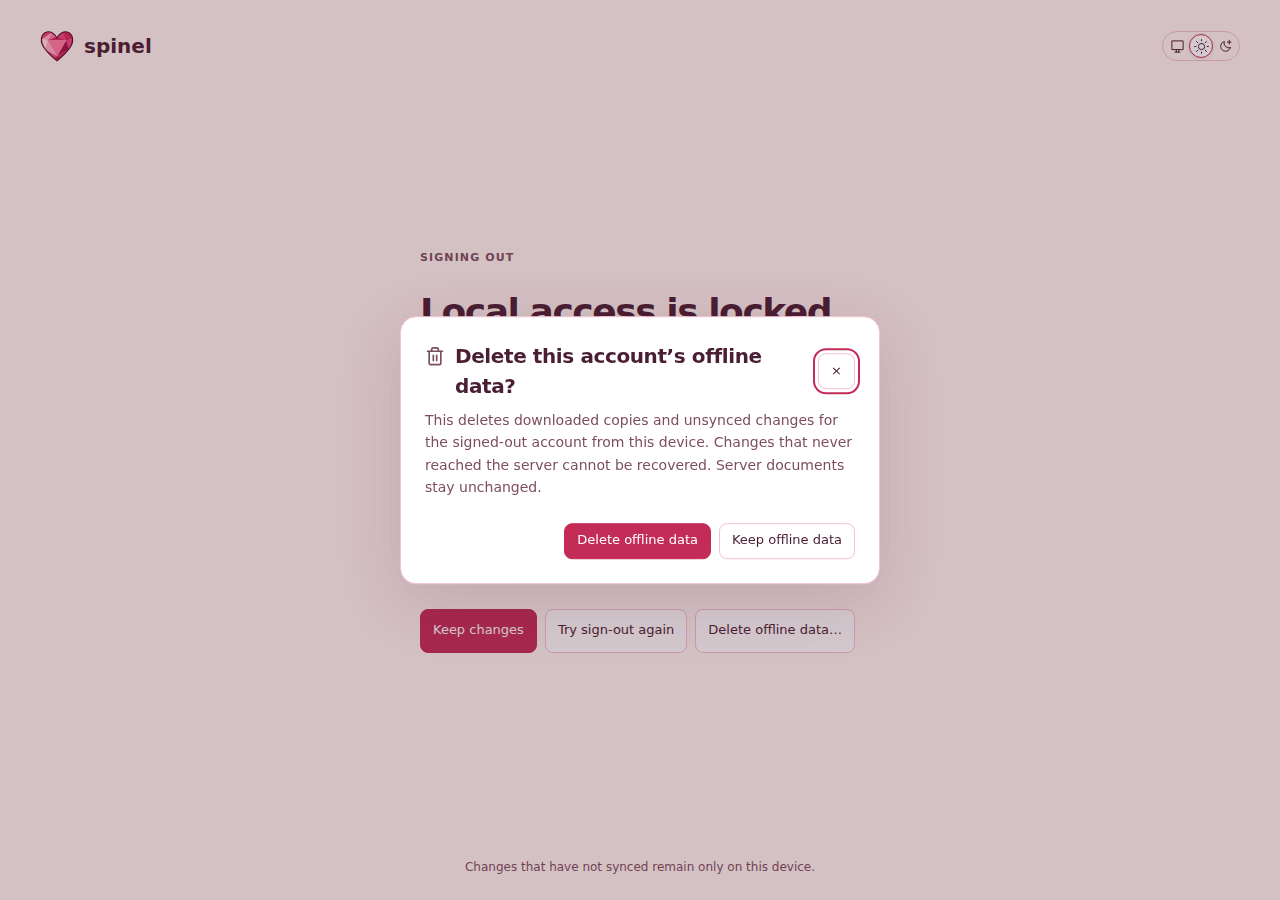 spinel
SIGNING OUT
Local access is locked
Delete this account’s offline
data?
×
This deletes downloaded copies and unsynced changes for
the signed-out account from this device. Changes that never
reached the server cannot be recovered. Server documents
stay unchanged.
Delete offline data
Keep offline data
Keep changes
Try sign-out again
Delete offline data…
Changes that have not synced remain only on this device.